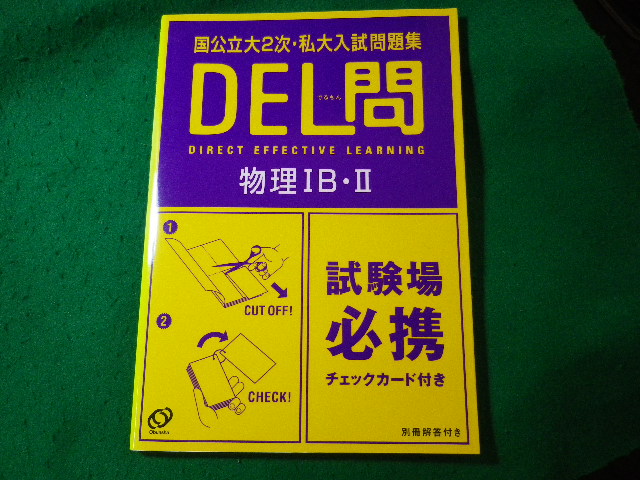 国公立大2次・私大入試問題集
DEL問
でるもん
DIRECT EFFECTIVE LEARNING
物理IB・II
1
CUT OFF!
2
CHECK!
試験場
必携
チェックカード付き
Obunsha
別冊解答付き